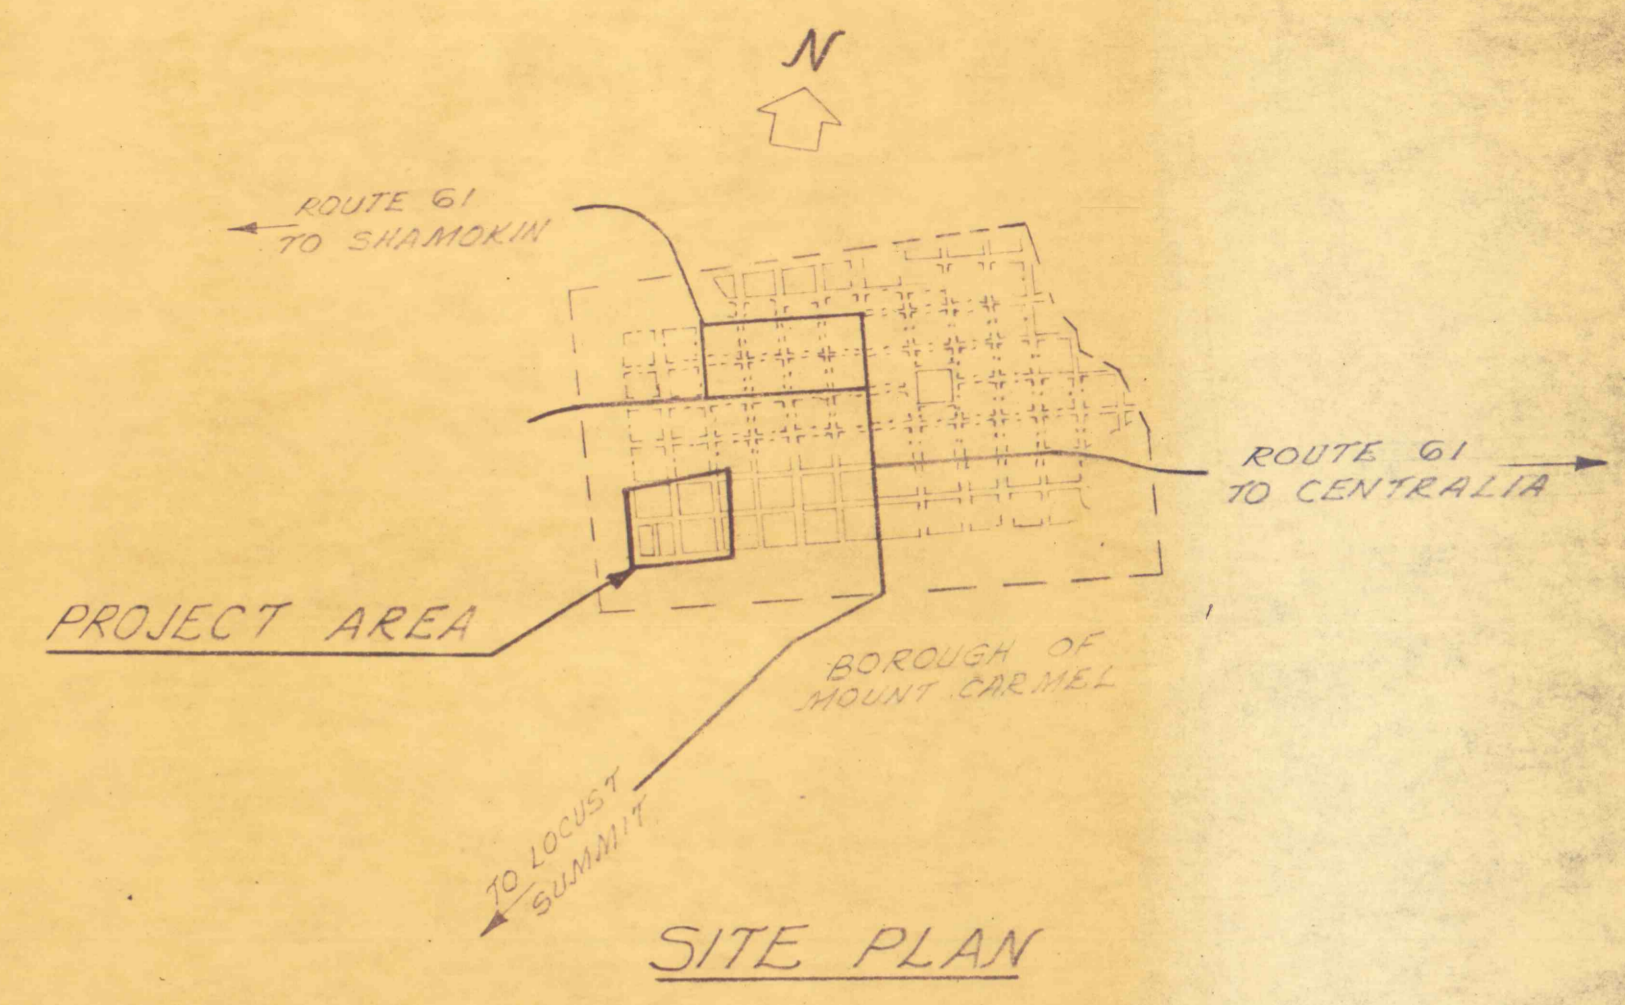 N
ROUTE 61
TO SHAMOKIN
ROUTE 61
TO CENTRALIA
PROJECT AREA
BOROUGH OF
MOUNT CARMEL
TO LOCUST
SUMMIT
SITE PLAN